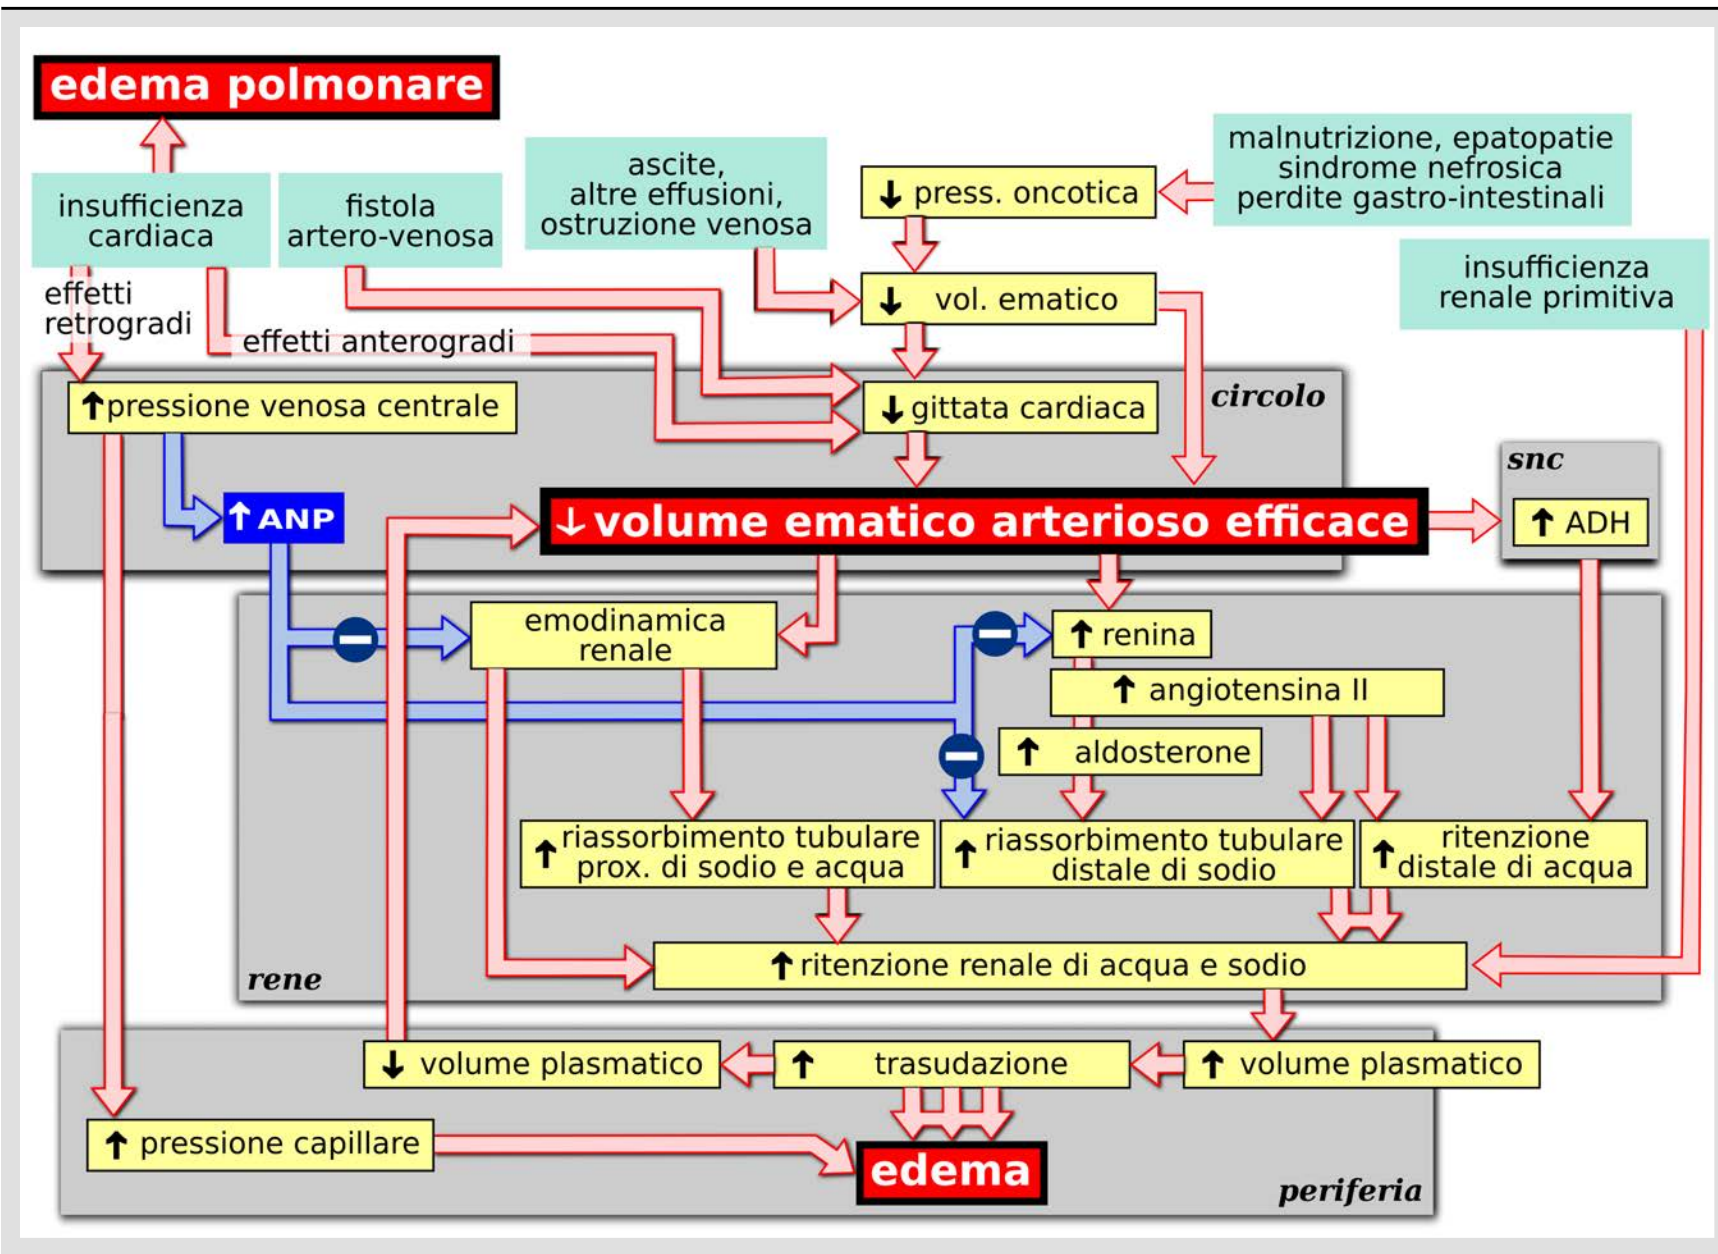 edema polmonare
insufficienza
cardiaca
fistola
artero-venosa
ascite,
altre effusioni,
ostruzione venosa
↓ press. oncotica
malnutrizione, epatopatie
sindrome nefrosica
perdite gastro-intestinali
insufficienza
renale primitiva
effetti
retrogradi
effetti anterogradi
↓ vol. ematico
↑ pressione venosa centrale
↓ gittata cardiaca
circolo
snc
↑ ANP
↓ volume ematico arterioso efficace
↑ ADH
emodinamica
renale
↑ renina
↑ angiotensina II
↑ aldosterone
↑ riassorbimento tubulare
prox. di sodio e acqua
↑ riassorbimento tubulare
distale di sodio
↑ ritenzione
distale di acqua
↑ ritenzione renale di acqua e sodio
rene
↓ volume plasmatico
↑ trasudazione
↑ volume plasmatico
↑ pressione capillare
edema
periferia